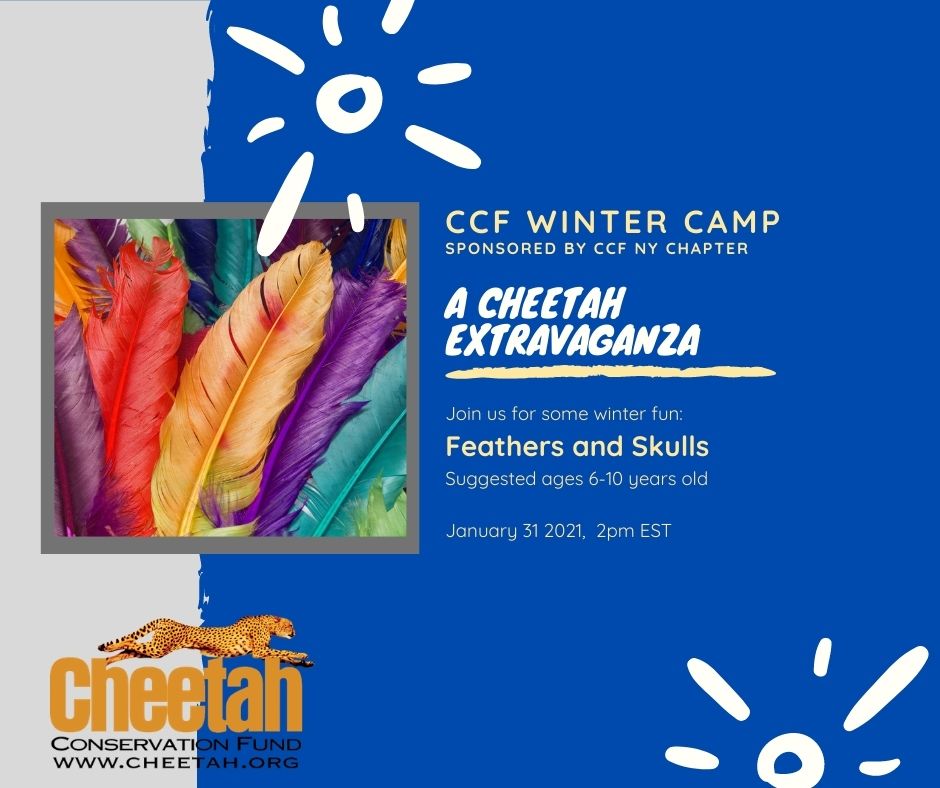 CCF WINTER CAMP
SPONSORED BY CCF NY CHAPTER
A CHEETAH
EXTRAVAGANZA
Join us for some winter fun:
Feathers and Skulls
Suggested ages 6-10 years old
January 31 2021, 2pm EST
Cheetah
CONSERVATION FUND
WWW.CHEETAH.ORG